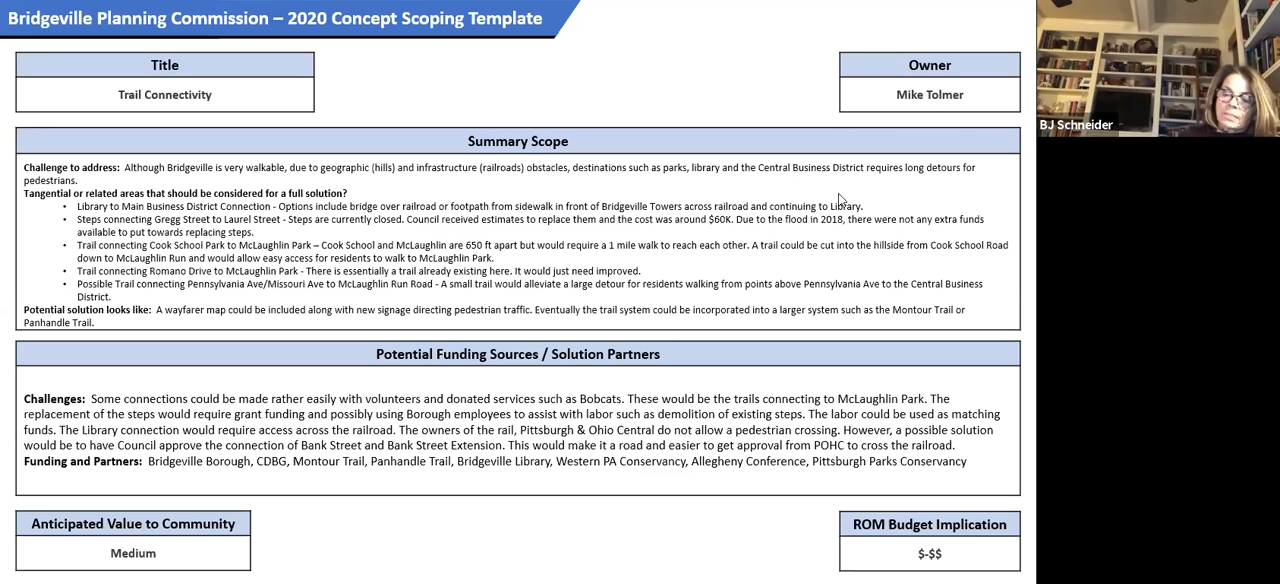 Bridgeville Planning Commission – 2020 Concept Scoping Template
Title
Trail Connectivity
Owner
Mike Tolmer
BJ Schneider
Summary Scope
Challenge to address: Although Bridgeville is very walkable, due to geographic (hills) and infrastructure (railroads) obstacles, destinations such as parks, library and the Central Business District requires long detours for
pedestrians.
Tangential or related areas that should be considered for a full solution?
• Library to Main Business District Connection - Options include bridge over railroad or footpath from sidewalk in front of Bridgeville Towers across railroad and continuing to Library.
• Steps connecting Gregg Street to Laurel Street - Steps are currently closed. Council received estimates to replace them and the cost was around $60K. Due to the flood in 2018, there were not any extra funds
available to put towards replacing steps.
• Trail connecting Cook School Park to McLaughlin Park – Cook School and McLaughlin are 650 ft apart but would require a 1 mile walk to reach each other. A trail could be cut into the hillside from Cook School Road
down to McLaughlin Run and would allow easy access for residents to walk to McLaughlin Park.
• Trail connecting Romano Drive to McLaughlin Park - There is essentially a trail already existing here. It would just need improved.
• Possible Trail connecting Pennsylvania Ave/Missouri Ave to McLaughlin Run Road - A small trail would alleviate a large detour for residents walking from points above Pennsylvania Ave to the Central Business
District.
Potential solution looks like: A wayfarer map could be included along with new signage directing pedestrian traffic. Eventually the trail system could be incorporated into a larger system such as the Montour Trail or
Panhandle Trail.
Potential Funding Sources / Solution Partners
Challenges: Some connections could be made rather easily with volunteers and donated services such as Bobcats. These would be the trails connecting to McLaughlin Park. The
replacement of the steps would require grant funding and possibly using Borough employees to assist with labor such as demolition of existing steps. The labor could be used as matching
funds. The Library connection would require access across the railroad. The owners of the rail, Pittsburgh & Ohio Central do not allow a pedestrian crossing. However, a possible solution
would be to have Council approve the connection of Bank Street and Bank Street Extension. This would make it a road and easier to get approval from POHC to cross the railroad.
Funding and Partners: Bridgeville Borough, CDBG, Montour Trail, Panhandle Trail, Bridgeville Library, Western PA Conservancy, Allegheny Conference, Pittsburgh Parks Conservancy
Anticipated Value to Community
Medium
ROM Budget Implication
$-$$